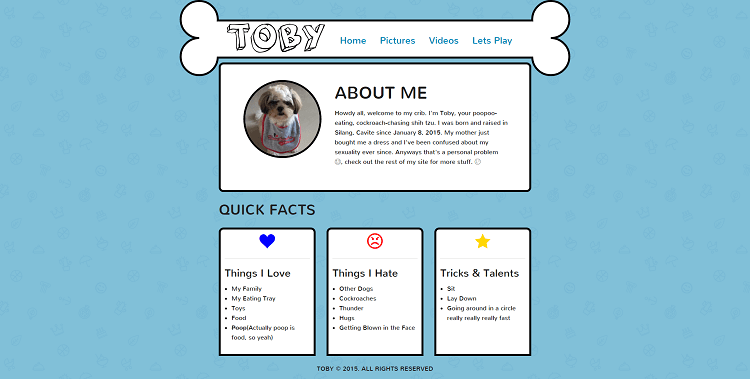 TOBY
Home Pictures Videos Lets Play
ABOUT ME
Howdy all, welcome to my crib. I'm Toby, your poopoo-
eating, cockroach-chasing shih tzu. I was born and raised in
Silang, Cavite since January 8, 2015. My mother just
bought me a dress and I've been confused about my
sexuality ever since. Anyways that's a personal problem
, check out the rest of my site for more stuff.
QUICK FACTS
Things I Love
My Family
My Eating Tray
Toys
Food
Poop(Actually poop is
food, so yeah)
Things I Hate
Other Dogs
Cockroaches
Thunder
Hugs
Getting Blown in the Face
Tricks & Talents
Sit
Lay Down
Going around in a circle
really really really fast
TOBY © 2015. ALL RIGHTS RESERVED